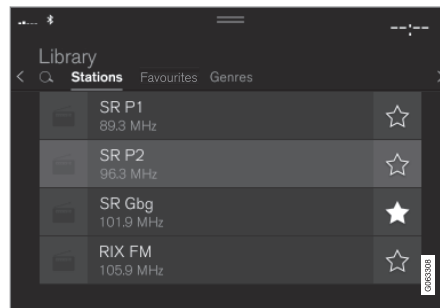 --:--
Library
Stations Favourites Genres
SR P1
89.3 MHz
SR P2
96.3 MHz
SR Gbg
101.9 MHz
RIX FM
105.9 MHz
G063308